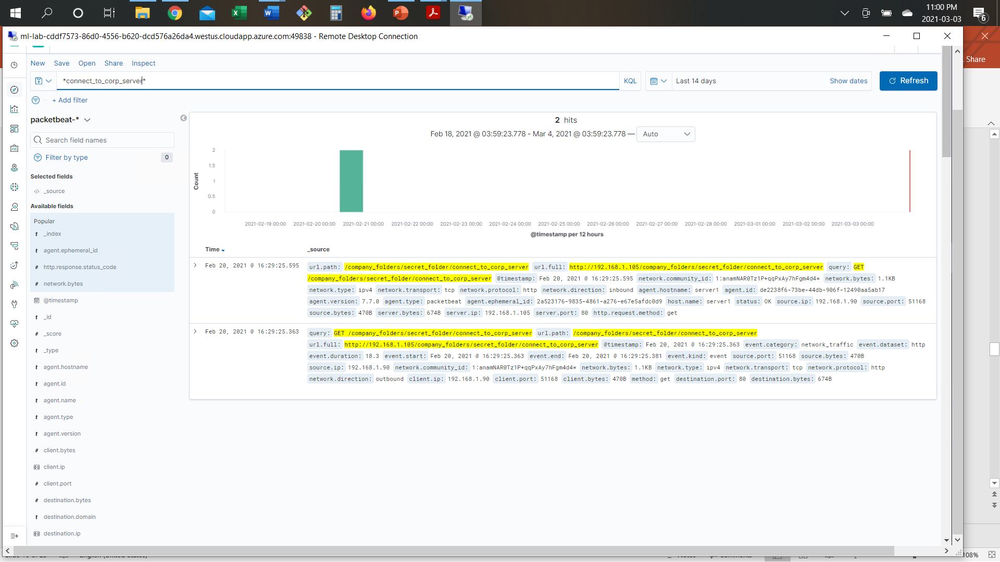 11:00 PM
2021-03-03
6
ml-lab-cddf7573-86d0-4556-b620-dcd576a26da4.westus.cloudapp.azure.com:49838 - Remote Desktop Connection
Share
New Save Open Share Inspect
*connect_to_corp_server*
KQL
Last 14 days
Show dates
Refresh
+ Add filter
packetbeat-*
Search field names
Filter by type 0
Selected fields
_source
Available fields
Popular
t _index
t agent.ephemeral_id
# http.response.status_code
# network.bytes
@timestamp
t _id
# _score
t _type
t agent.hostname
t agent.id
t agent.name
t agent.type
t agent.version
# client.bytes
client.ip
# client.port
# destination.bytes
t destination.domain
destination.ip
2 hits
Feb 18, 2021 @ 03:59:23.778 - Mar 4, 2021 @ 03:59:23.778 — Auto
2
1.5
1
0.5
0
Count
2021-02-19 00:00 2021-02-20 00:00 2021-02-21 00:00 2021-02-22 00:00 2021-02-23 00:00 2021-02-24 00:00 2021-02-25 00:00 2021-02-26 00:00 2021-02-27 00:00 2021-02-28 00:00 2021-03-01 00:00 2021-03-02 00:00 2021-03-03 00:00
@timestamp per 12 hours
Time _source
Feb 20, 2021 @ 16:29:25.595 url.path: /company_folders/secret_folder/connect_to_corp_server url.full: http://192.168.1.105/company_folders/secret_folder/connect_to_corp_server query: GET
/company_folders/secret_folder/connect_to_corp_server @timestamp: Feb 20, 2021 @ 16:29:25.595 network.community_id: 1:anamNAR0Tz1P+qqPxAy7hFgm4d4= network.bytes: 1.1KB
network.type: ipv4 network.transport: tcp network.protocol: http network.direction: inbound agent.hostname: server1 agent.id: de2238f6-73be-44db-906f-12490aa5ab17
agent.version: 7.7.0 agent.type: packetbeat agent.ephemeral_id: 2a523176-9835-4861-a276-e67e5afdc0d9 host.name: server1 status: OK source.ip: 192.168.1.90 source.port: 51168
source.bytes: 470B server.bytes: 674B server.ip: 192.168.1.105 server.port: 80 http.request.method: get
Feb 20, 2021 @ 16:29:25.363 query: GET /company_folders/secret_folder/connect_to_corp_server url.path: /company_folders/secret_folder/connect_to_corp_server
url.full: http://192.168.1.105/company_folders/secret_folder/connect_to_corp_server @timestamp: Feb 20, 2021 @ 16:29:25.363 event.category: network_traffic event.dataset: http
event.duration: 18.3 event.start: Feb 20, 2021 @ 16:29:25.363 event.end: Feb 20, 2021 @ 16:29:25.381 event.kind: event source.port: 51168 source.bytes: 470B
source.ip: 192.168.1.90 network.community_id: 1:anamNAR0Tz1P+qqPxAy7hFgm4d4= network.bytes: 1.1KB network.type: ipv4 network.transport: tcp network.protocol: http
network.direction: outbound client.ip: 192.168.1.90 client.port: 51168 client.bytes: 470B method: get destination.port: 80 destination.bytes: 674B
108%